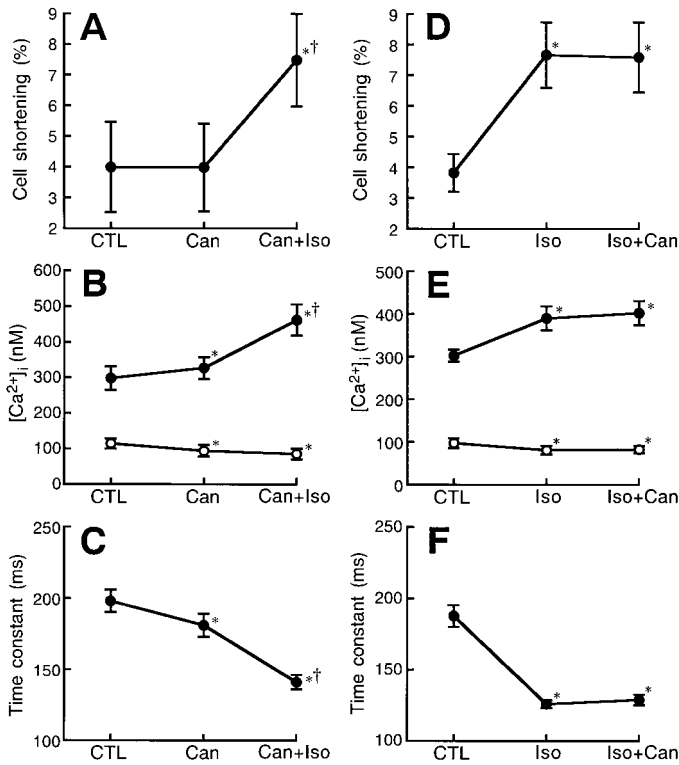 A
Cell shortening (%)
9
8
7
6
5
4
3
2
*†
CTL
Can
Can+Iso
D
Cell shortening (%)
9
8
7
6
5
4
3
2
*
*
CTL
Iso
Iso+Can
B
[Ca²⁺]ᵢ (nM)
600
500
400
300
200
100
0
*
*†
*
*
CTL
Can
Can+Iso
E
[Ca²⁺]ᵢ (nM)
500
400
300
200
100
0
*
*
*
*
CTL
Iso
Iso+Can
C
Time constant (ms)
250
200
150
100
*
*†
CTL
Can
Can+Iso
F
Time constant (ms)
250
200
150
100
*
*
CTL
Iso
Iso+Can